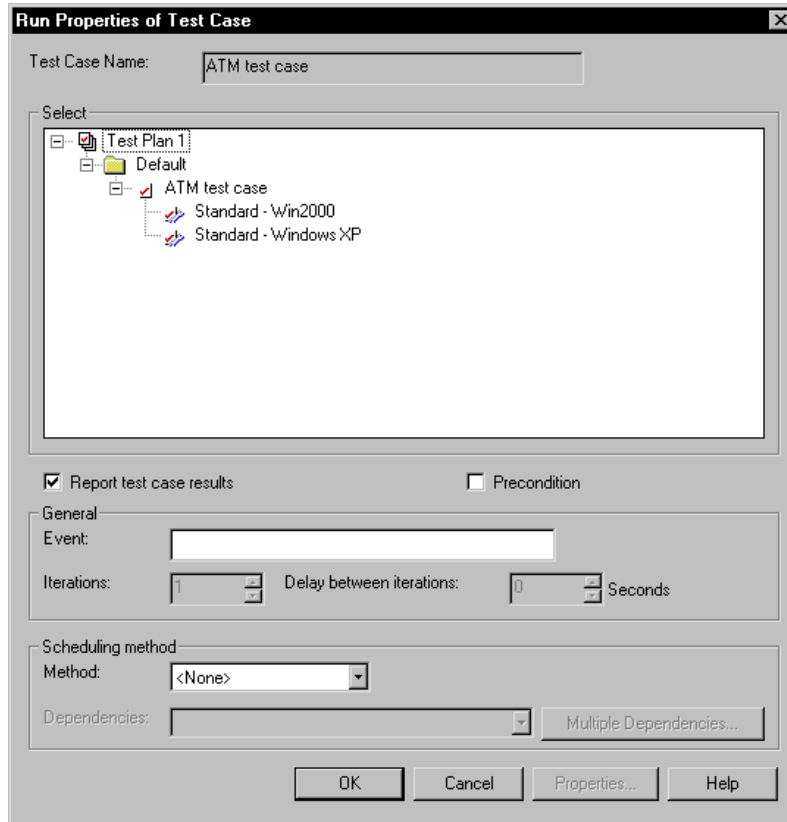 Run Properties of Test Case
Test Case Name: ATM test case
Select
Test Plan 1
Default
ATM test case
Standard - Win2000
Standard - Windows XP
Report test case results Precondition
General
Event:
Iterations: 1 Delay between iterations: 0 Seconds
Scheduling method
Method: <None>
Dependencies: Multiple Dependencies...
OK Cancel Properties... Help